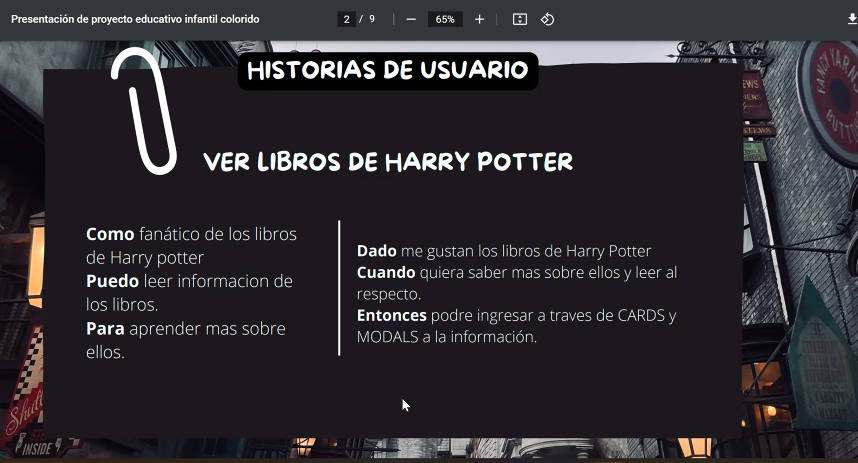 Presentación de proyecto educativo infantil colorido
2 / 9
65%
HISTORIAS DE USUARIO
VER LIBROS DE HARRY POTTER
Como fanático de los libros
de Harry potter
Puedo leer informacion de
los libros.
Para aprender mas sobre
ellos.
Dado me gustan los libros de Harry Potter
Cuando quiera saber mas sobre ellos y leer al
respecto.
Entonces podre ingresar a traves de CARDS y
MODALS a la información.
INSIDE